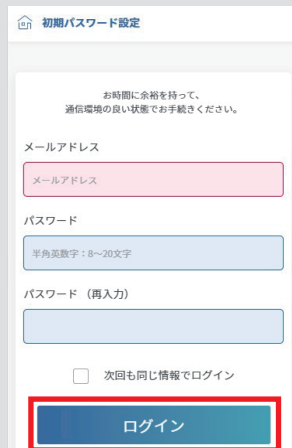 初期パスワード設定
お時間に余裕を持って、
通信環境の良い状態でお手続きください。
メールアドレス
メールアドレス
パスワード
半角英数字：8～20文字
パスワード （再入力）
次回も同じ情報でログイン
ログイン